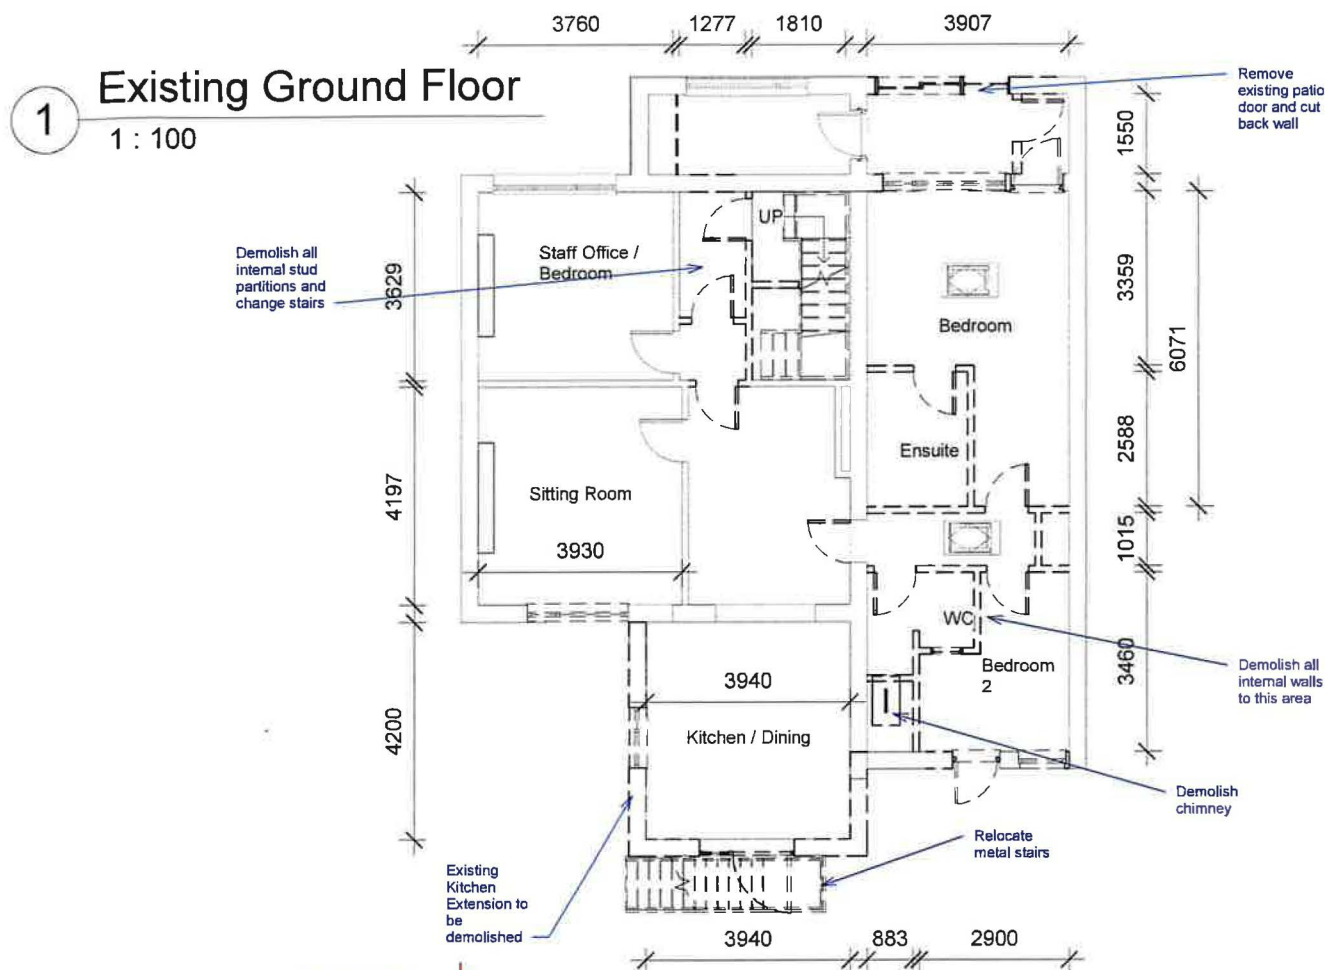 3760
1277
1810
3907
1
Existing Ground Floor
1 : 100
Remove
existing patio
door and cut
back wall
1550
Demolish all
internal stud
partitions and
change stairs
3629
Staff Office /
Bedroom
UP
Bedroom
3359
6071
Ensuite
2588
4197
Sitting Room
3930
1015
WC
Bedroom
2
3460
Demolish all
internal walls
to this area
3940
Kitchen / Dining
4200
Demolish
chimney
Relocate
metal stairs
Existing
Kitchen
Extension to
be
demolished
3940
883
2900